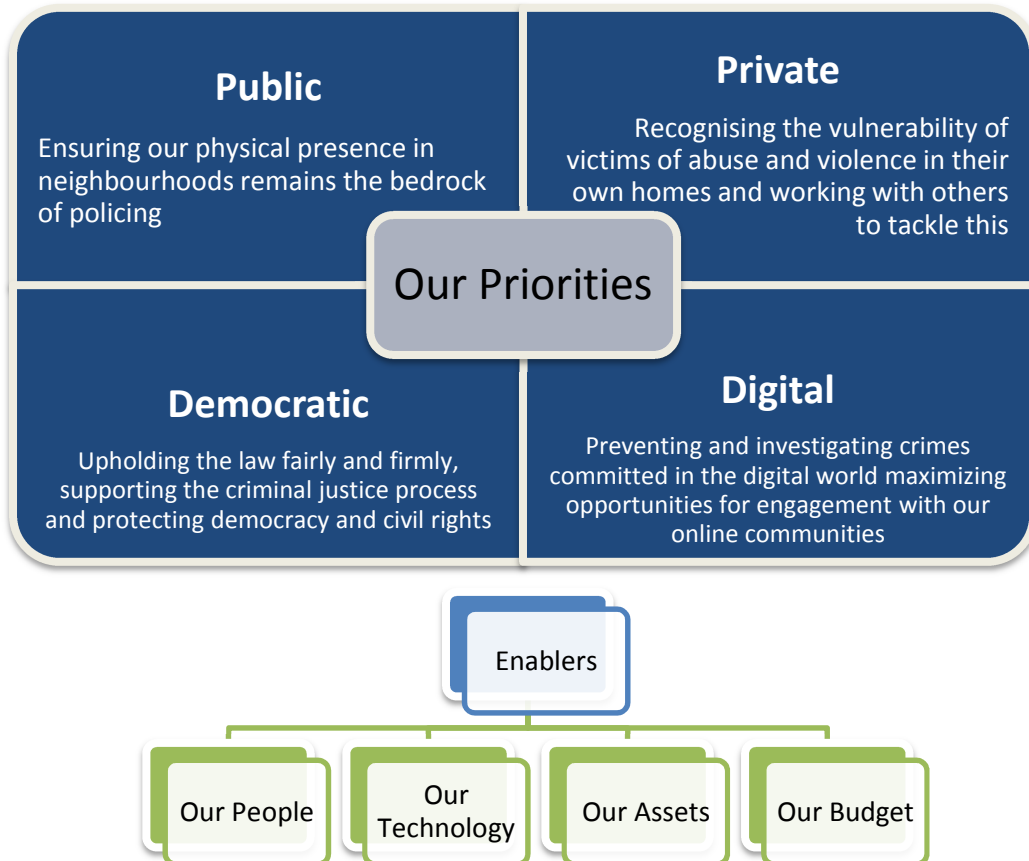 Public
Ensuring our physical presence in
neighbourhoods remains the bedrock
of policing
Private
Recognising the vulnerability of
victims of abuse and violence in their
own homes and working with others
to tackle this
Our Priorities
Democratic
Upholding the law fairly and firmly,
supporting the criminal justice process
and protecting democracy and civil rights
Digital
Preventing and investigating crimes
committed in the digital world maximizing
opportunities for engagement with our
online communities
Enablers
Our People
Our
Technology
Our Assets
Our Budget